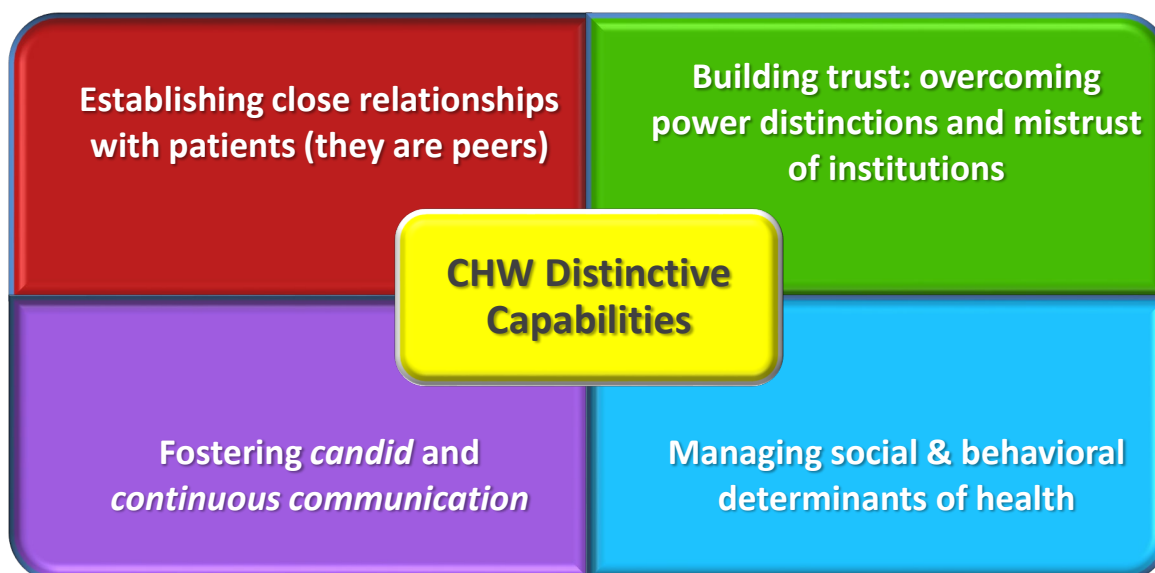 Establishing close relationships
with patients (they are peers)
Building trust: overcoming
power distinctions and mistrust
of institutions
CHW Distinctive
Capabilities
Fostering candid and
continuous communication
Managing social & behavioral
determinants of health